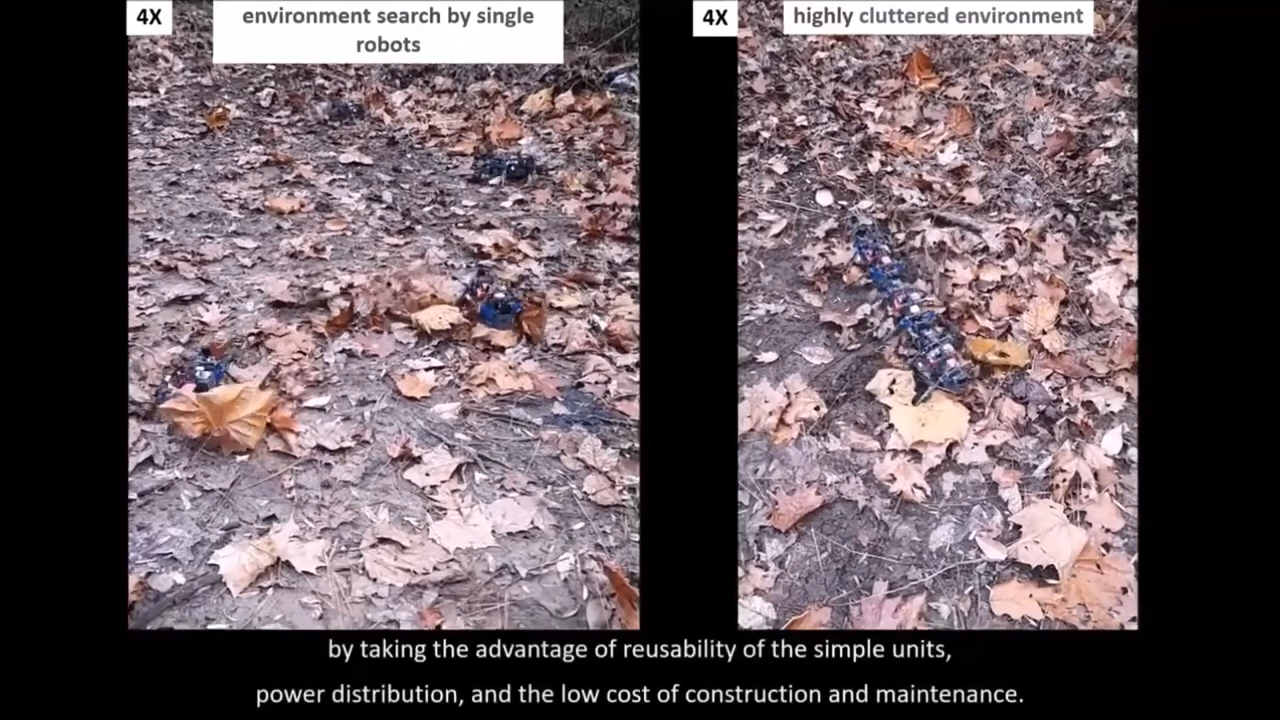 4X
environment search by single
robots
4X
highly cluttered environment
by taking the advantage of reusability of the simple units,
power distribution, and the low cost of construction and maintenance.